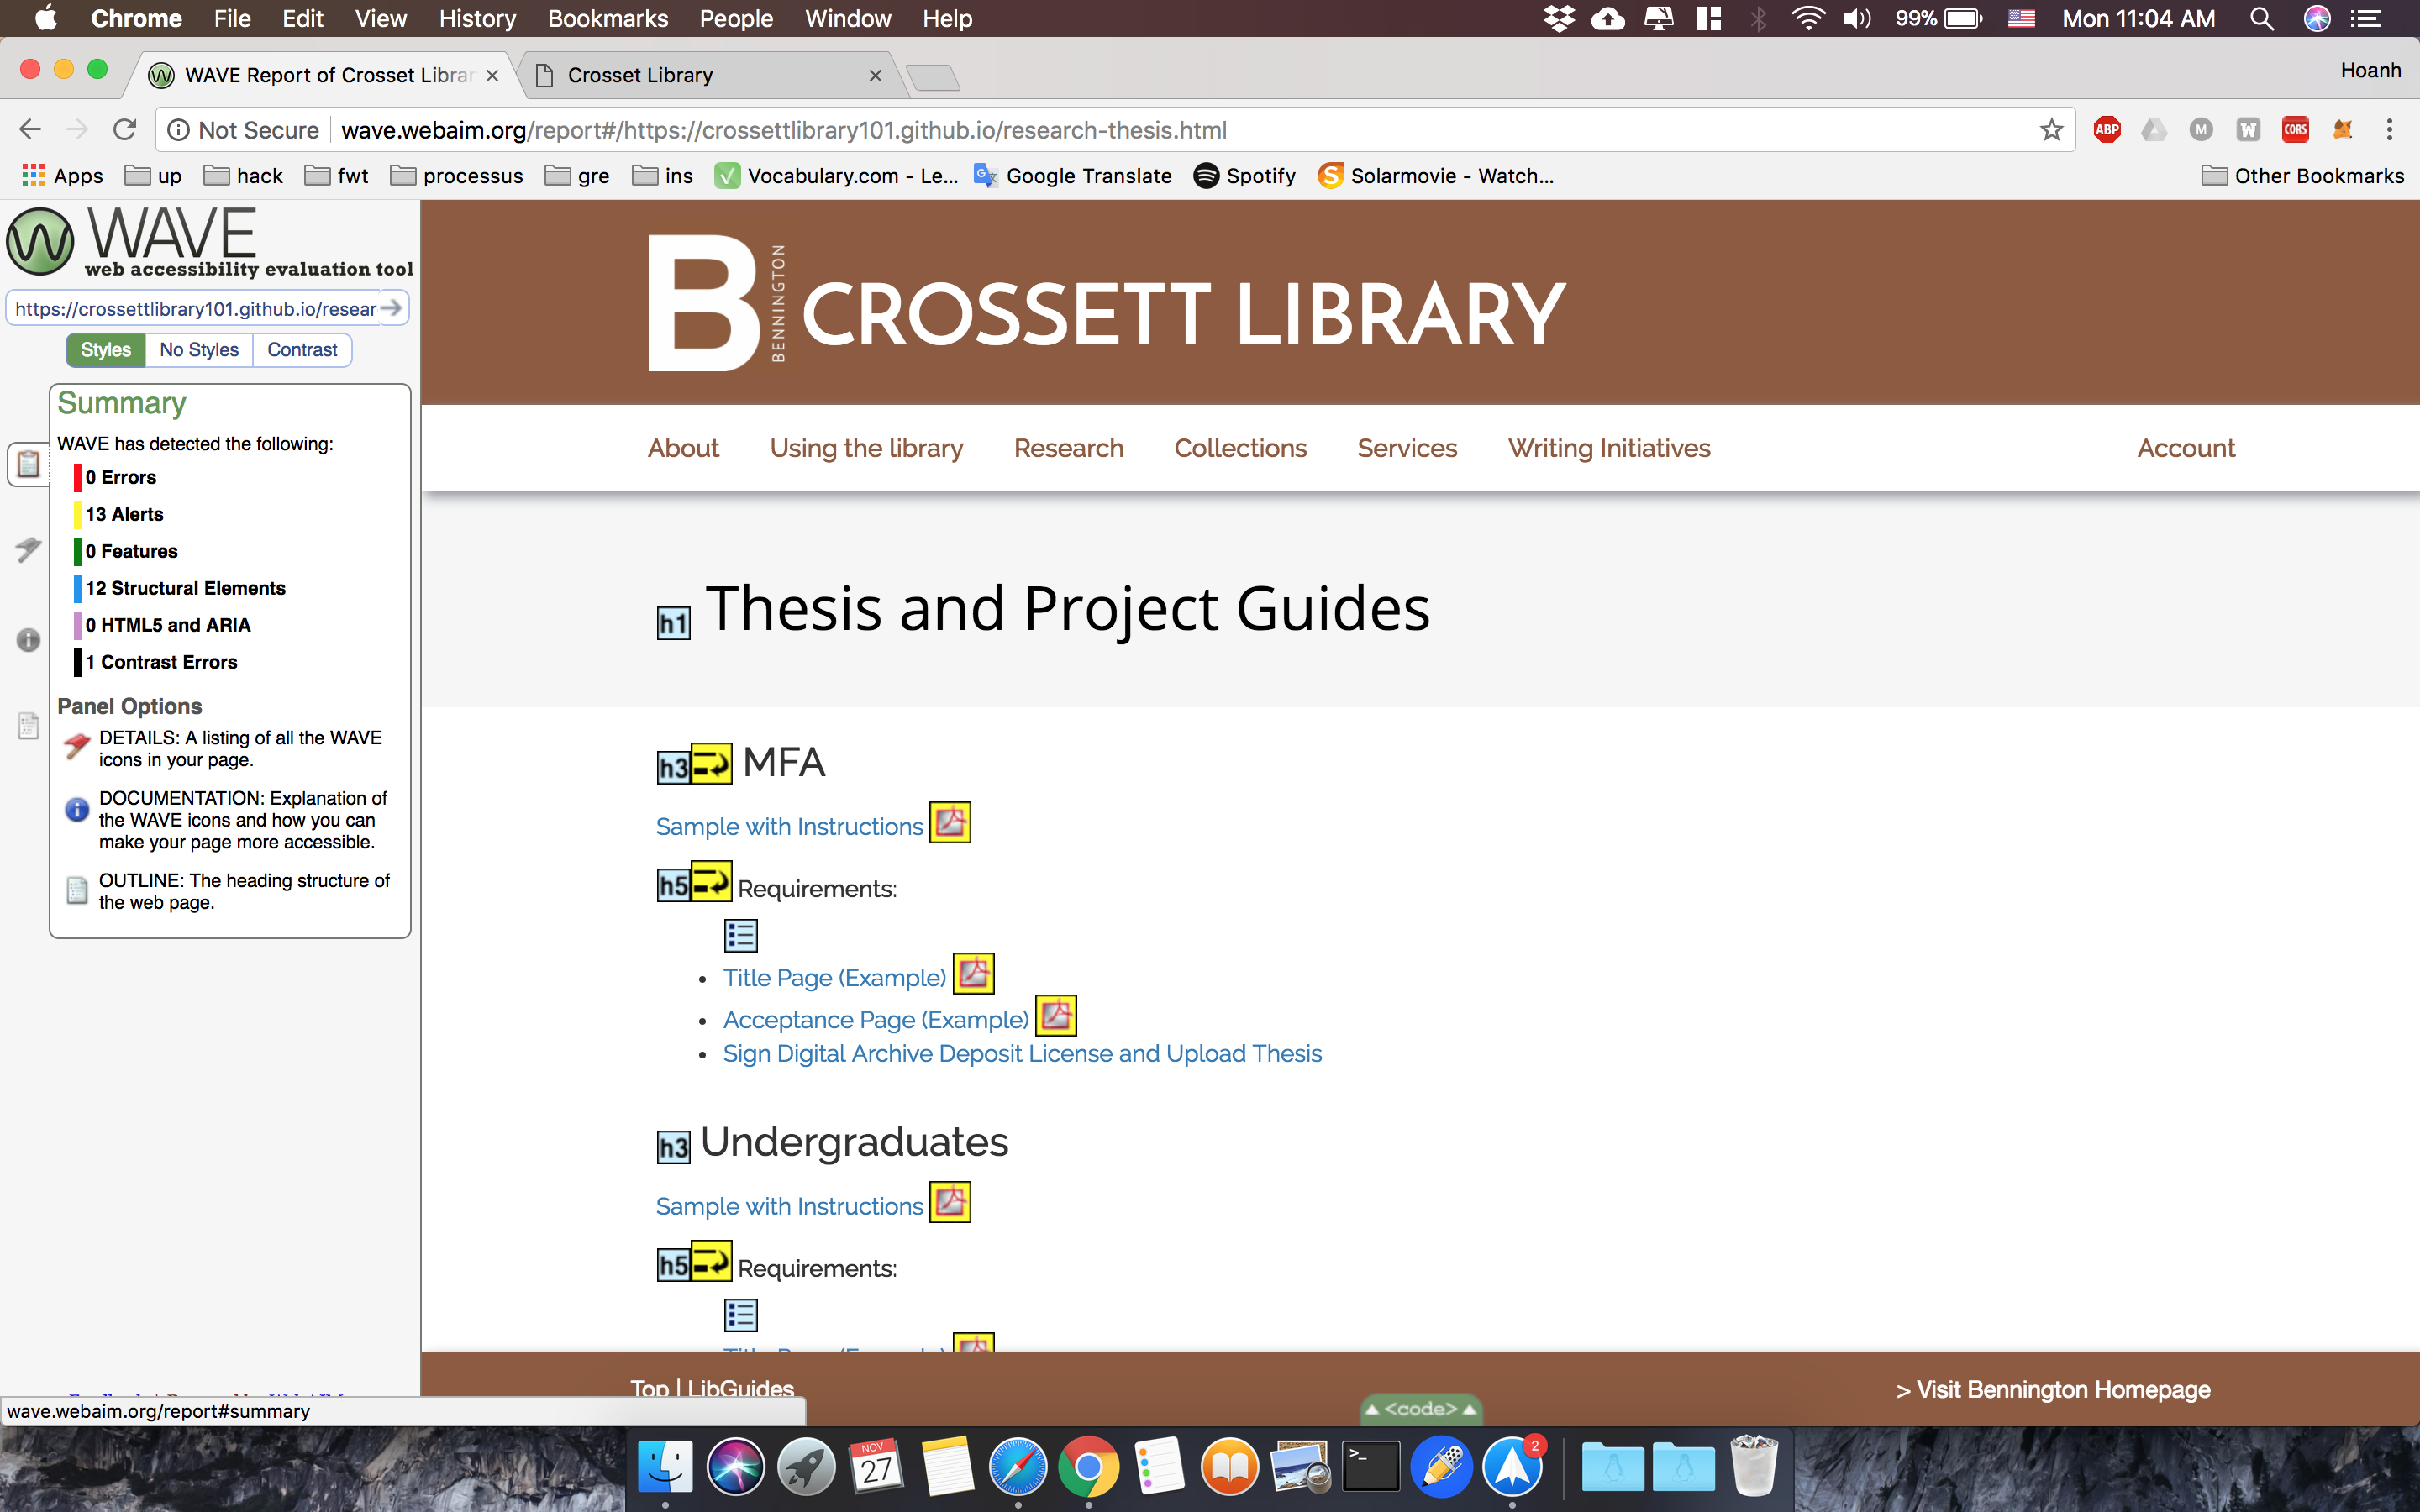 Chrome File Edit View History Bookmarks People Window Help 99% Mon 11:04 AM
WAVE Report of Crosset Librar Crosset Library Hoanh
Not Secure wave.webaim.org/report#/https://crossettlibrary101.github.io/research-thesis.html ABP M W CORS
Apps up hack fwt processus gre ins Vocabulary.com - Le... Google Translate Spotify Solarmovie - Watch... Other Bookmarks
WAVE
web accessibility evaluation tool
https://crossettlibrary101.github.io/resear
Styles No Styles Contrast
Summary
WAVE has detected the following:
0 Errors
13 Alerts
0 Features
12 Structural Elements
0 HTML5 and ARIA
1 Contrast Errors
Panel Options
DETAILS: A listing of all the WAVE
icons in your page.
DOCUMENTATION: Explanation of
the WAVE icons and how you can
make your page more accessible.
OUTLINE: The heading structure of
the web page.
wave.webaim.org/report#summary
B BENNINGTON CROSSETT LIBRARY
About Using the library Research Collections Services Writing Initiatives Account
h1 Thesis and Project Guides
h3 MFA
Sample with Instructions
h5 Requirements:
• Title Page (Example)
• Acceptance Page (Example)
• Sign Digital Archive Deposit License and Upload Thesis
h3 Undergraduates
Sample with Instructions
h5 Requirements:
Top | LibGuides
<code>
> Visit Bennington Homepage
NOV
27
2